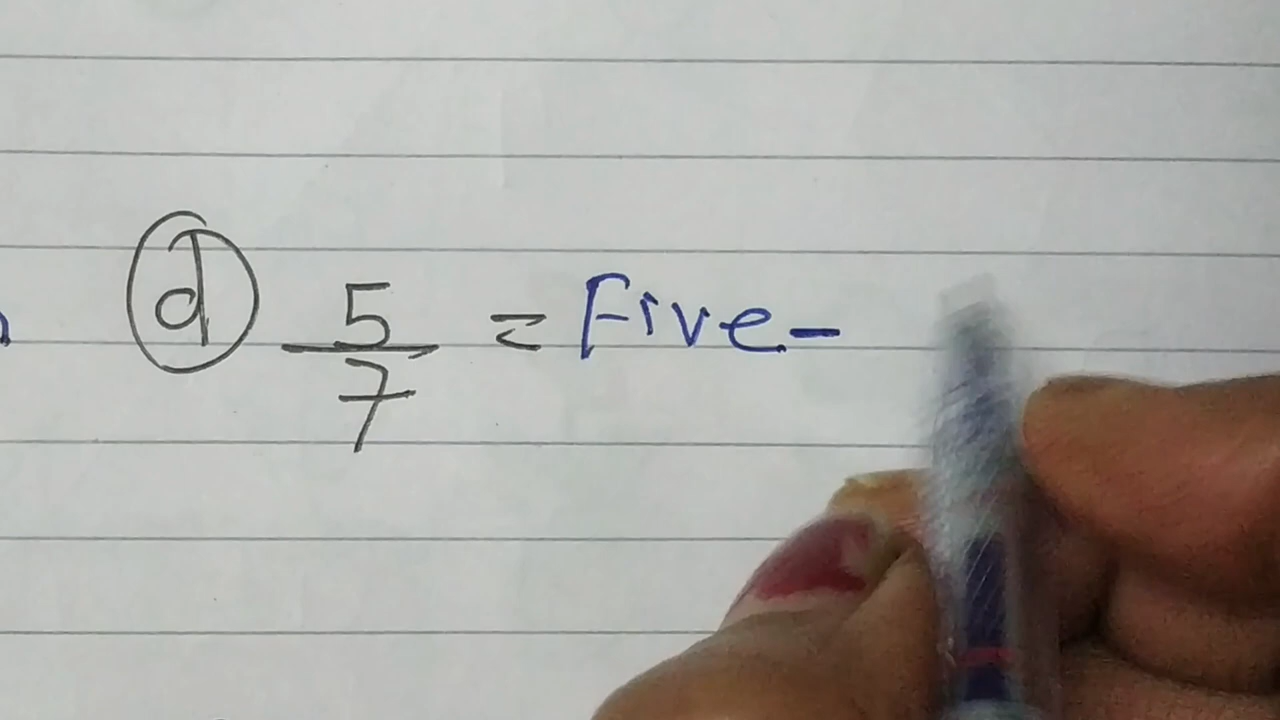 d 5/7 = Five-